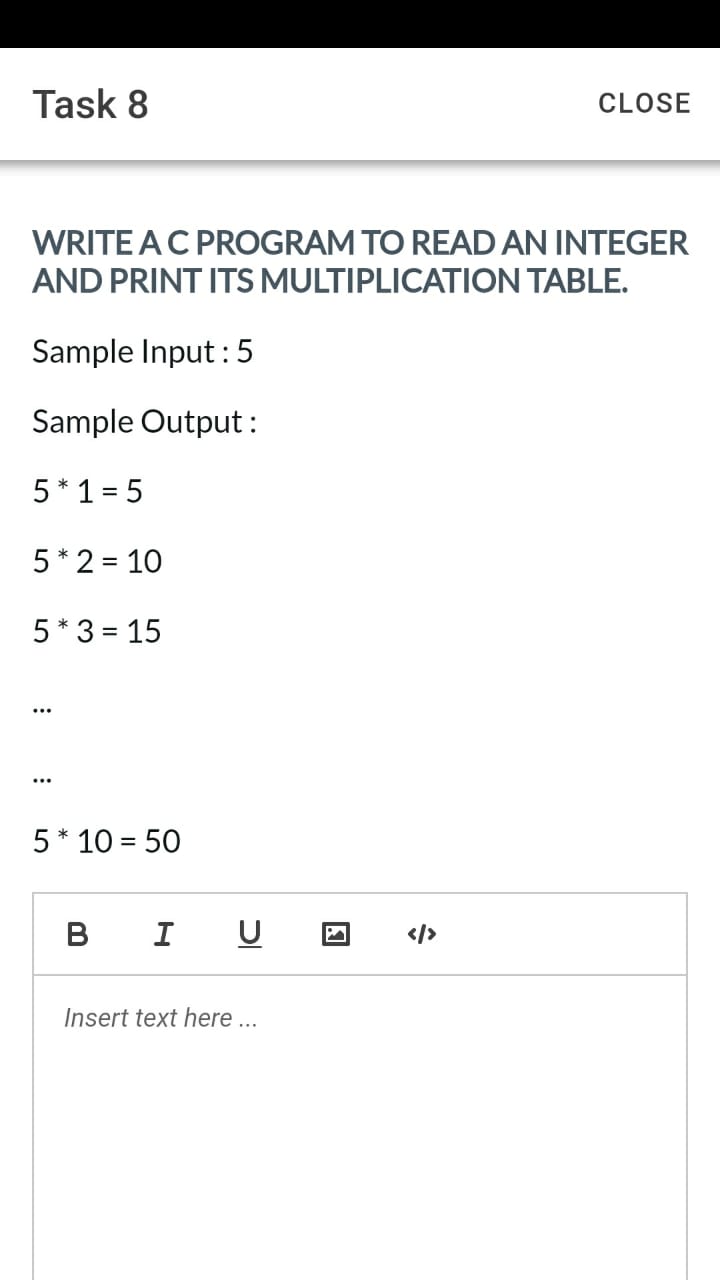 Task 8
CLOSE
WRITE A C PROGRAM TO READ AN INTEGER
AND PRINT ITS MULTIPLICATION TABLE.
Sample Input : 5
Sample Output :
5 * 1 = 5
5 * 2 = 10
5 * 3 = 15
...
...
5 * 10 = 50
B I U </>
Insert text here ...